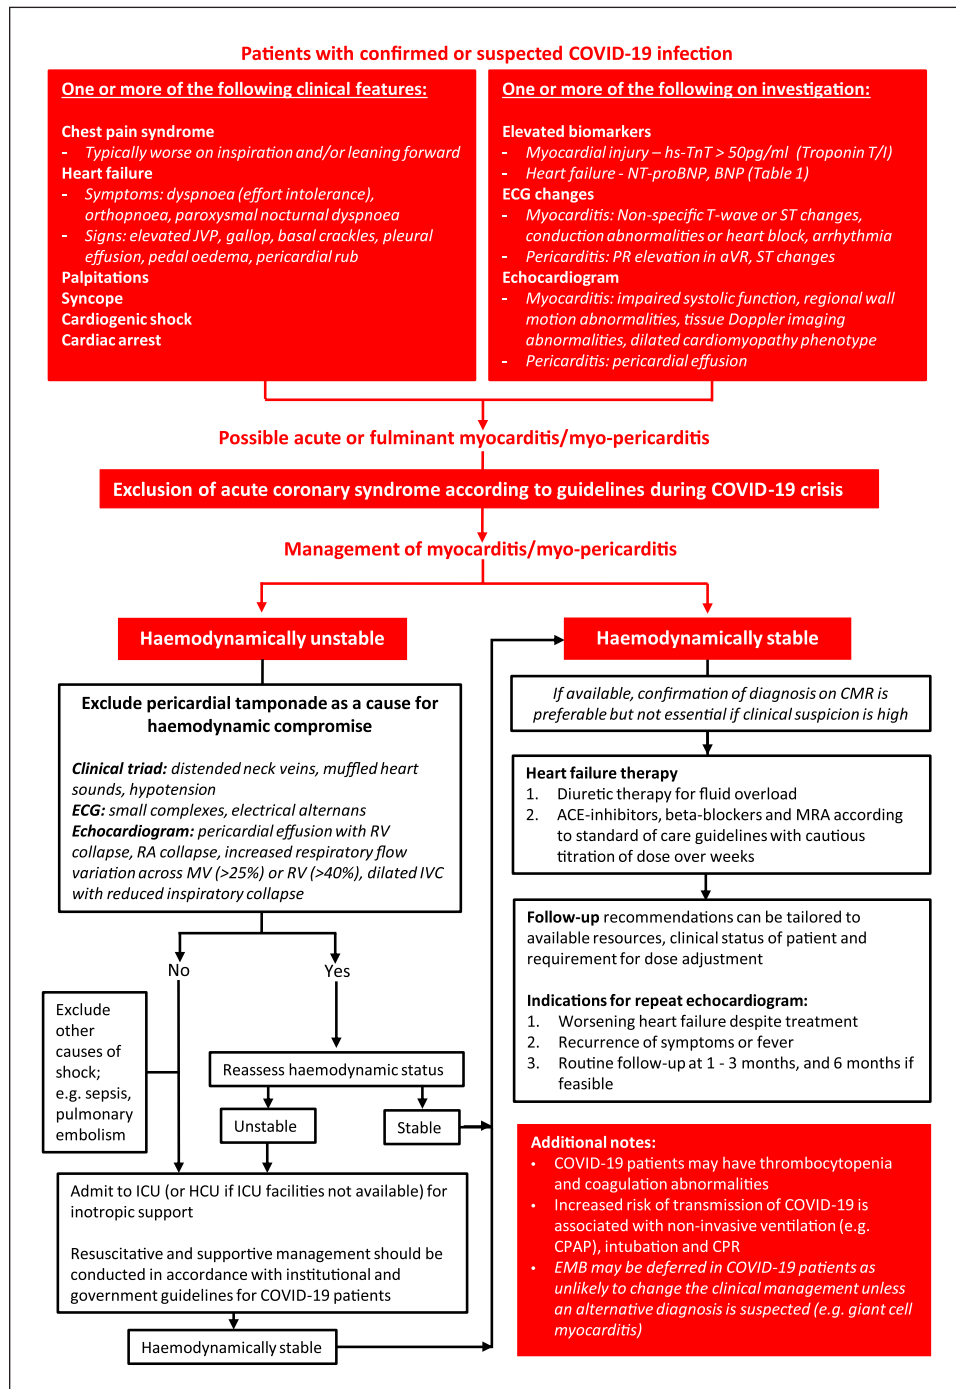 Patients with confirmed or suspected COVID-19 infection
One or more of the following clinical features:
Chest pain syndrome
- Typically worse on inspiration and/or leaning forward
Heart failure
- Symptoms: dyspnoea (effort intolerance),
orthopnoea, paroxysmal nocturnal dyspnoea
- Signs: elevated JVP, gallop, basal crackles, pleural
effusion, pedal oedema, pericardial rub
Palpitations
Syncope
Cardiogenic shock
Cardiac arrest
One or more of the following on investigation:
Elevated biomarkers
- Myocardial injury – hs-TnT > 50pg/ml (Troponin T/I)
- Heart failure - NT-proBNP, BNP (Table 1)
ECG changes
- Myocarditis: Non-specific T-wave or ST changes,
conduction abnormalities or heart block, arrhythmia
- Pericarditis: PR elevation in aVR, ST changes
Echocardiogram
- Myocarditis: impaired systolic function, regional wall
motion abnormalities, tissue Doppler imaging
abnormalities, dilated cardiomyopathy phenotype
- Pericarditis: pericardial effusion
Possible acute or fulminant myocarditis/myo-pericarditis
Exclusion of acute coronary syndrome according to guidelines during COVID-19 crisis
Management of myocarditis/myo-pericarditis
Haemodynamically unstable
Exclude pericardial tamponade as a cause for
haemodynamic compromise
Clinical triad: distended neck veins, muffled heart
sounds, hypotension
ECG: small complexes, electrical alternans
Echocardiogram: pericardial effusion with RV
collapse, RA collapse, increased respiratory flow
variation across MV (>25%) or RV (>40%), dilated IVC
with reduced inspiratory collapse
No
Yes
Exclude
other
causes of
shock;
e.g. sepsis,
pulmonary
embolism
Reassess haemodynamic status
Unstable
Stable
Admit to ICU (or HCU if ICU facilities not available) for
inotropic support
Resuscitative and supportive management should be
conducted in accordance with institutional and
government guidelines for COVID-19 patients
Haemodynamically stable
Haemodynamically stable
If available, confirmation of diagnosis on CMR is
preferable but not essential if clinical suspicion is high
Heart failure therapy
1. Diuretic therapy for fluid overload
2. ACE-inhibitors, beta-blockers and MRA according
to standard of care guidelines with cautious
titration of dose over weeks
Follow-up recommendations can be tailored to
available resources, clinical status of patient and
requirement for dose adjustment
Indications for repeat echocardiogram:
1. Worsening heart failure despite treatment
2. Recurrence of symptoms or fever
3. Routine follow-up at 1 - 3 months, and 6 months if
feasible
Additional notes:
• COVID-19 patients may have thrombocytopenia
and coagulation abnormalities
• Increased risk of transmission of COVID-19 is
associated with non-invasive ventilation (e.g.
CPAP), intubation and CPR
• EMB may be deferred in COVID-19 patients as
unlikely to change the clinical management unless
an alternative diagnosis is suspected (e.g. giant cell
myocarditis)